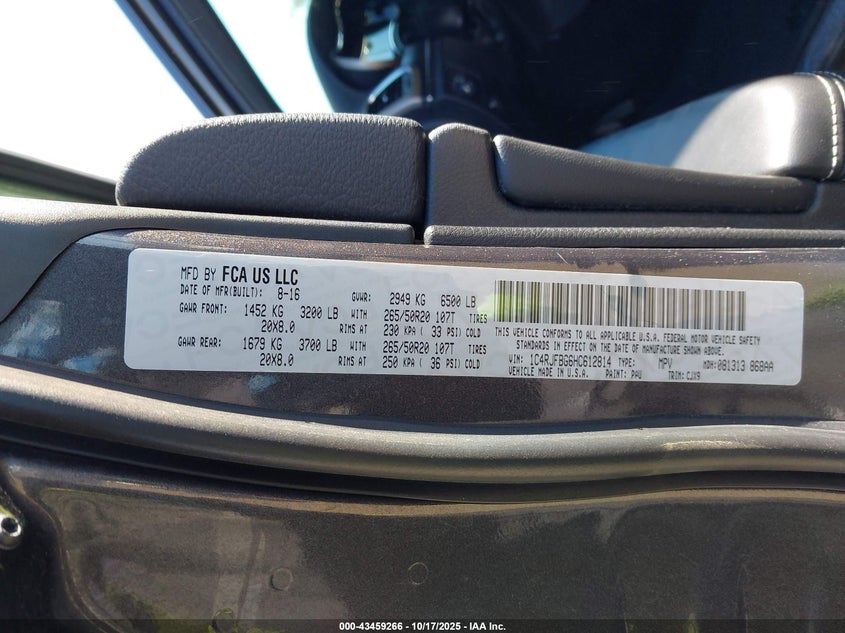 MFD BY FCA US LLC
DATE OF MFR(BUILT): 8-16 GVWR: 2949 KG 6500 LB
GAWR FRONT: 1452 KG 3200 LB WITH 265/50R20 107T TIRES
20X8.0 RIMS AT 230 KPA ( 33 PSI) COLD
GAWR REAR: 1679 KG 3700 LB WITH 265/50R20 107T TIRES
20X8.0 RIMS AT 250 KPA ( 36 PSI) COLD
THIS VEHICLE CONFORMS TO ALL APPLICABLE U.S.A. FEDERAL MOTOR VEHICLE SAFETY
STANDARDS IN EFFECT ON THE DATE OF MANUFACTURE SHOWN ABOVE.
VIN: 1C4RJFBG6HC612814 TYPE: MPV MDH:081313 868AA
VEHICLE MADE IN U.S.A. PAINT: PAU TRIM:CJX9
000-43459266 - 10/17/2025 - IAA Inc.